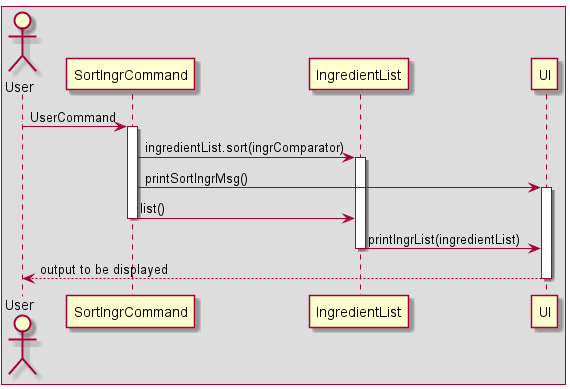 User
SortIngrCommand
IngredientList
UI
UserCommand
ingredientList.sort(ingrComparator)
printSortIngrMsg()
list()
printIngrList(ingredientList)
output to be displayed
User
SortIngrCommand
IngredientList
UI